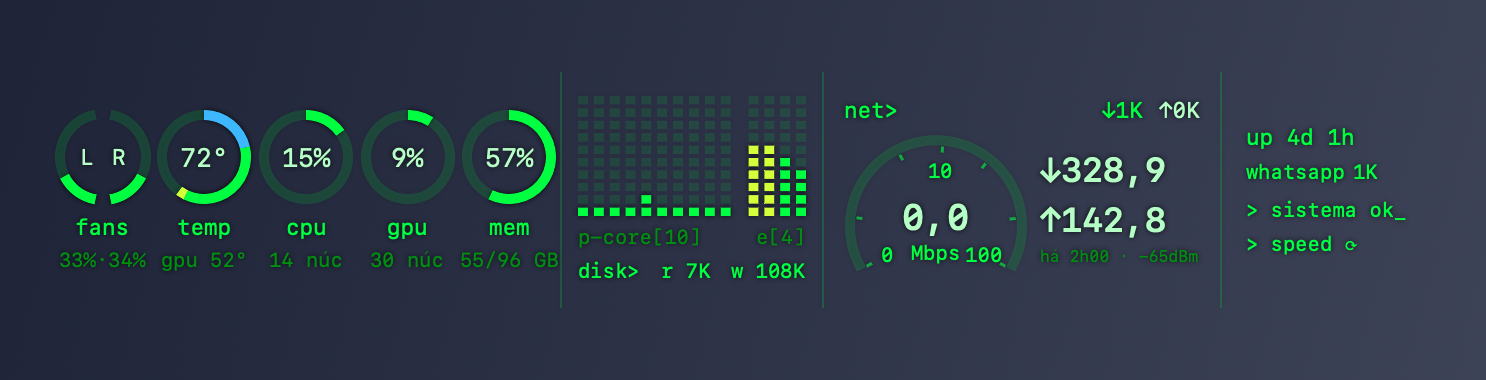 L R
72°
15%
9%
57%
fans
temp
cpu
gpu
mem
33%·34%
gpu 52°
14 núc
30 núc
55/96 GB
p-core[10]
e[4]
disk> r 7K w 108K
net> ↓1K ↑0K
10
0,0
0 Mbps 100
↓328,9
↑142,8
há 2h00 · -65dBm
up 4d 1h
whatsapp 1K
> sistema ok_
> speed ⟳